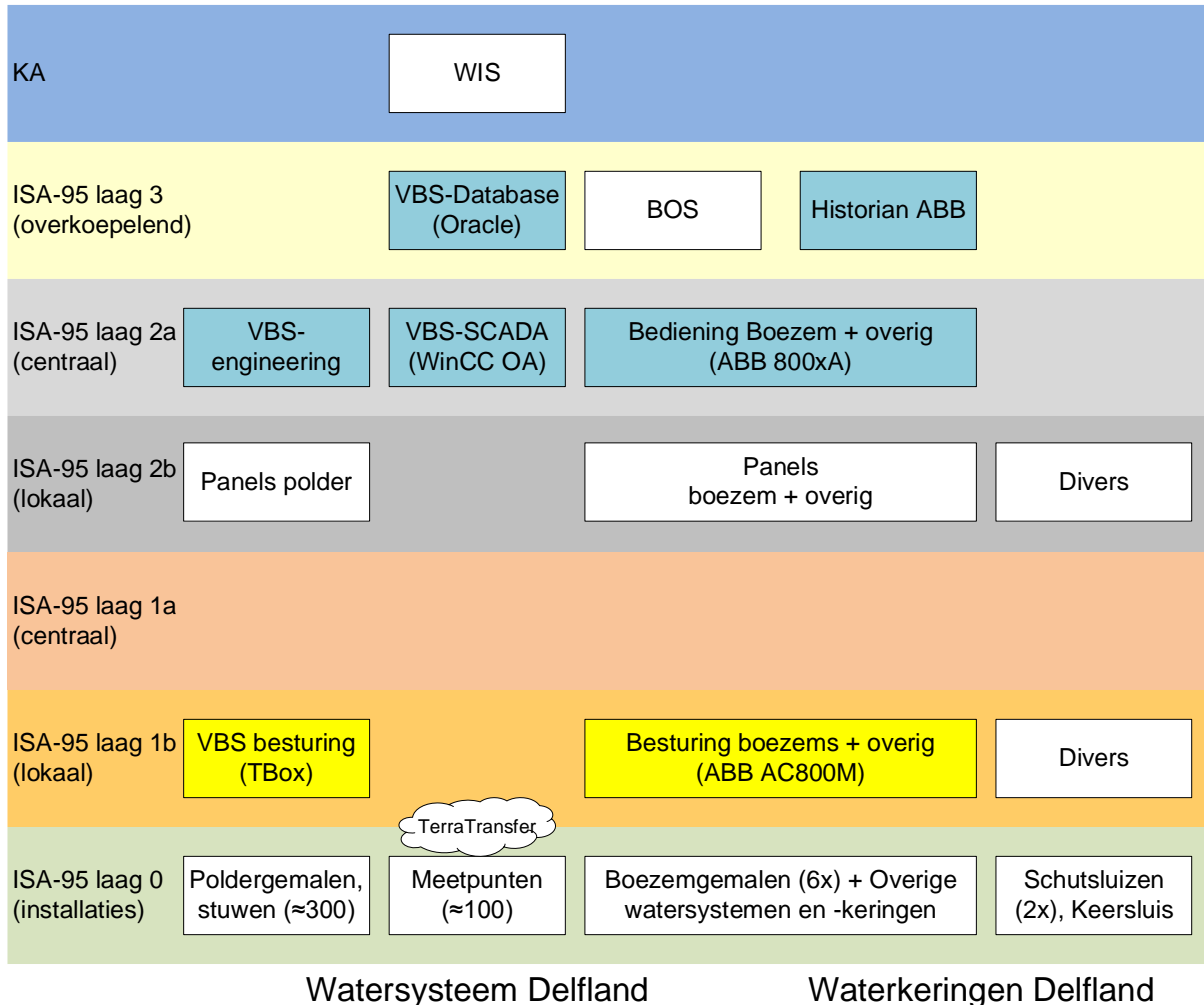 KA
WIS
ISA-95 laag 3
(overkoepelend)
VBS-Database
(Oracle)
BOS
Historian ABB
ISA-95 laag 2a
(centraal)
VBS-
engineering
VBS-SCADA
(WinCC OA)
Bediening Boezem + overig
(ABB 800xA)
ISA-95 laag 2b
(lokaal)
Panels polder
Panels
boezem + overig
Divers
ISA-95 laag 1a
(centraal)
ISA-95 laag 1b
(lokaal)
VBS besturing
(TBox)
Besturing boezems + overig
(ABB AC800M)
Divers
TerraTransfer
ISA-95 laag 0
(installaties)
Poldergemalen,
stuwen (≈300)
Meetpunten
(≈100)
Boezemgemalen (6x) + Overige
watersystemen en -keringen
Schutsluizen
(2x), Keersluis
Watersysteem Delfland
Waterkeringen Delfland